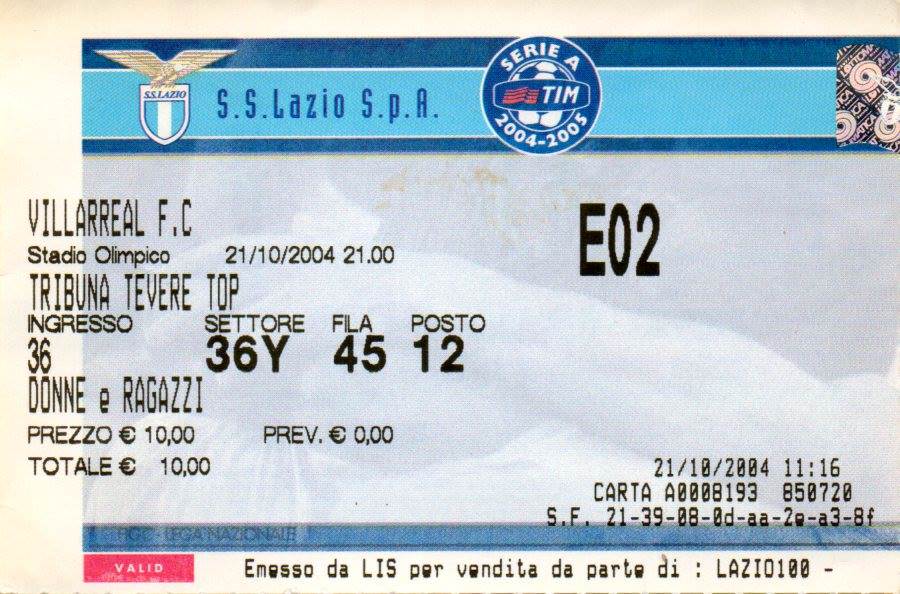 S.S.LAZIO
S.S.Lazio S.p.A.
SERIE A
TIM
2004-2005
VILLARREAL F.C
Stadio Olimpico 21/10/2004 21.00
E02
TRIBUNA TEVERE TOP
INGRESSO SETTORE FILA POSTO
36 36Y 45 12
DONNE e RAGAZZI
PREZZO € 10,00 PREV. € 0,00
TOTALE € 10,00
21/10/2004 11:16
CARTA A0008193 850720
S.F. 21-39-08-0d-aa-2e-a3-8f
FIGC - LEGA NAZIONALE
VALID
Emesso da LIS per vendita da parte di : LAZIO100 -